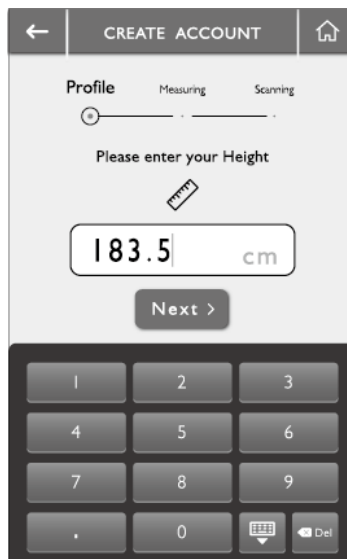 CREATE ACCOUNT
Profile Measuring Scanning
Please enter your Height
183.5 cm
Next >
1 2 3
4 5 6
7 8 9
. 0 Del